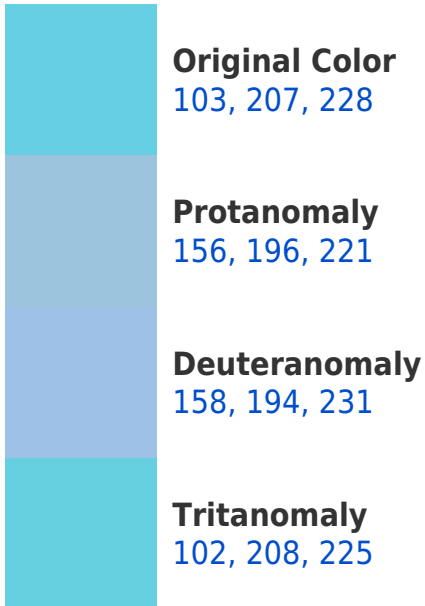 Original Color
103, 207, 228
Protanomaly
156, 196, 221
Deuteranomaly
158, 194, 231
Tritanomaly
102, 208, 225